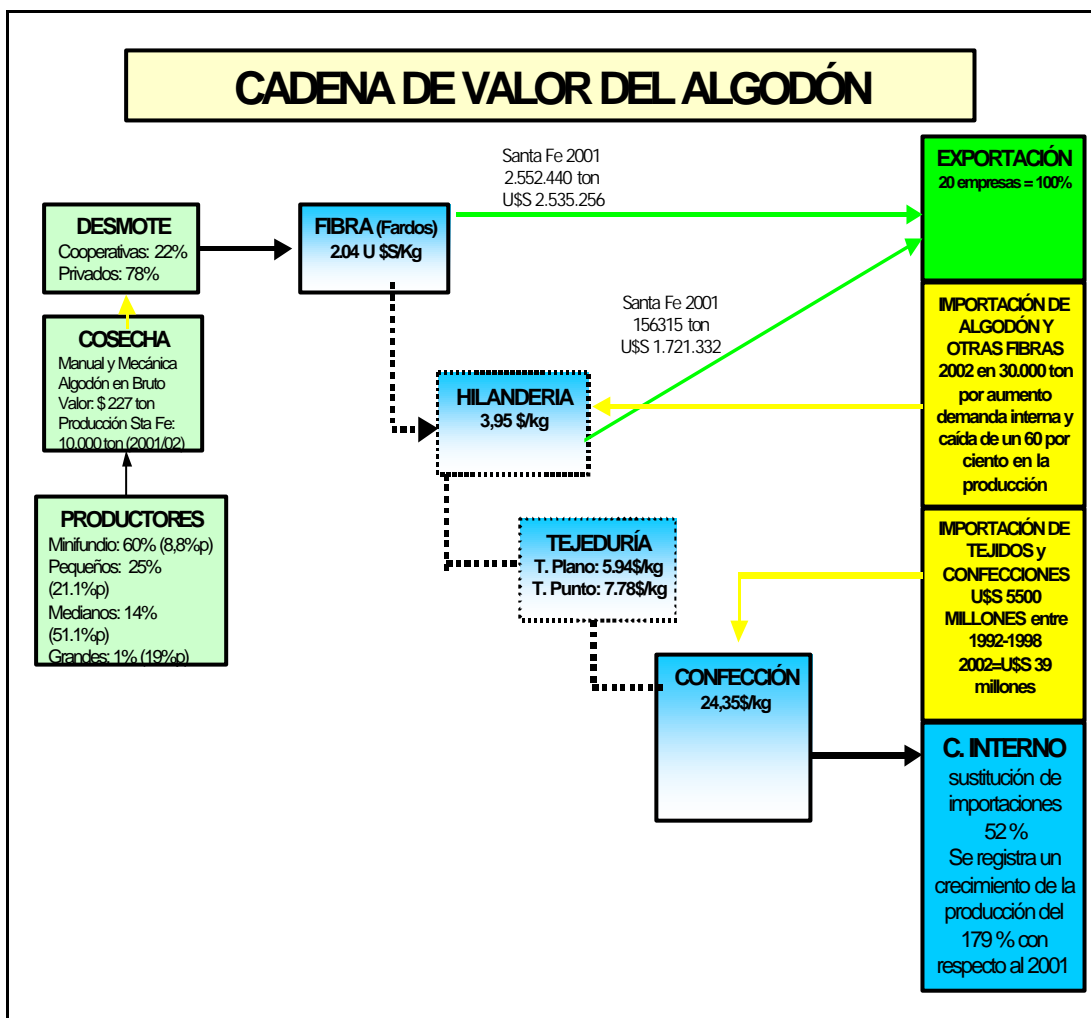 CADENA DE VALOR DEL ALGODÓN
Santa Fe 2001
2.552.440 ton
U$S 2.535.256
EXPORTACIÓN
20 empresas = 100%
DESMOTE
Cooperativas: 22%
Privados: 78%
FIBRA (Fardos)
2.04 U $S/Kg
COSECHA
Manual y Mecánica
Algodón en Bruto
Valor: $ 227 ton
Producción Sta Fe:
10.000 ton (2001/02)
Santa Fe 2001
156315 ton
U$S 1.721.332
IMPORTACIÓN DE
ALGODÓN Y
OTRAS FIBRAS
2002 en 30.000 ton
por aumento
demanda interna y
caída de un 60 por
ciento en la
producción
HILANDERIA
3,95 $/kg
PRODUCTORES
Minifundio: 60% (8,8%p)
Pequeños: 25%
(21.1%p)
Medianos: 14%
(51.1%p)
Grandes: 1% (19%p)
TEJEDURÍA
T. Plano: 5.94$/kg
T. Punto: 7.78$/kg
IMPORTACIÓN DE
TEJIDOS y
CONFECCIONES
U$S 5500
MILLONES entre
1992-1998
2002=U$S 39
millones
CONFECCIÓN
24,35$/kg
C. INTERNO
sustitución de
importaciones
52 %
Se registra un
crecimiento de la
producción del
179 % con
respecto al 2001